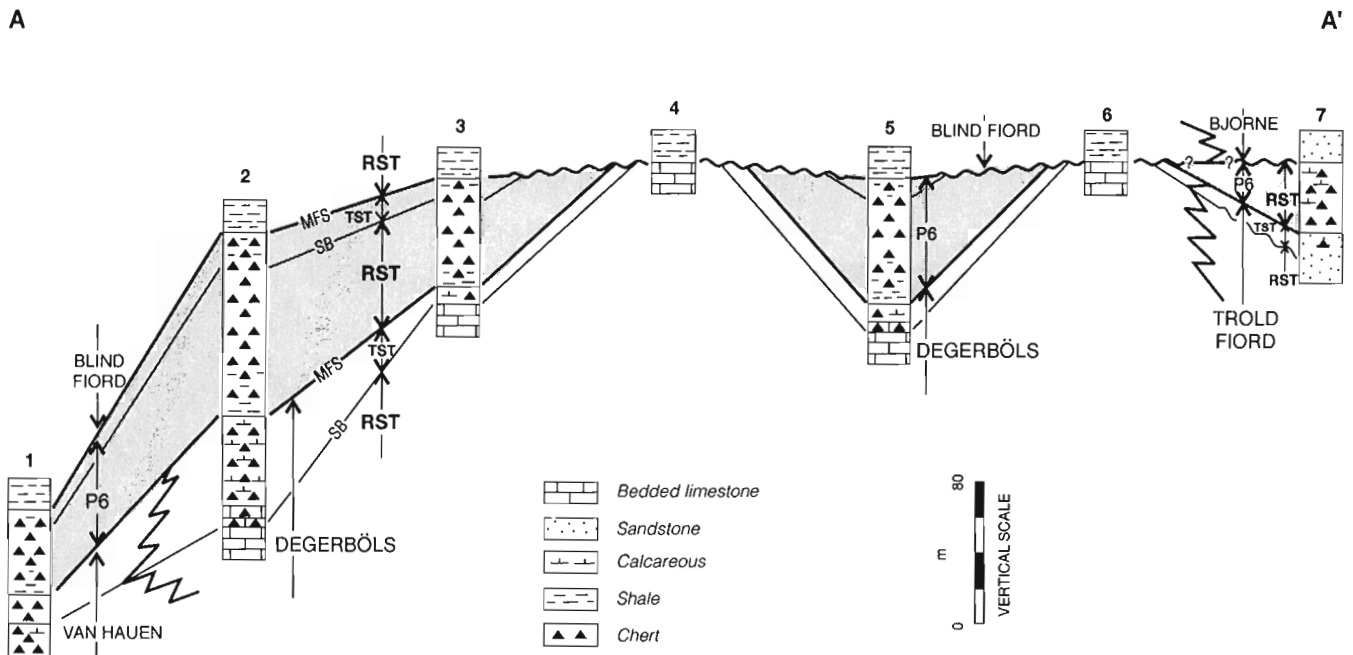 A
A'
4
6
7
3
5
BLIND FIORD
BJORNE
RST
2
MFS
TST
SB
? ?
P6
RST
TST
RST
P6
RST
MFS
TST
SB
RST
DEGERBÖLS
TROLD
FIORD
BLIND
FIORD
1
P6
DEGERBÖLS
VAN HAUEN
Bedded limestone
Sandstone
Calcareous
Shale
Chert
80
m
0
VERTICAL SCALE